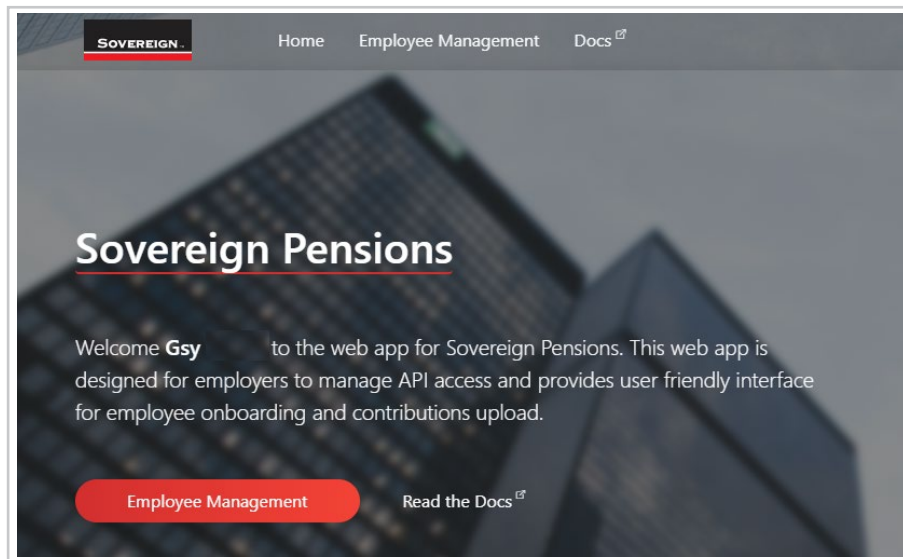 SOVEREIGN™
Home Employee Management Docs
Sovereign Pensions
Welcome Gsy to the web app for Sovereign Pensions. This web app is
designed for employers to manage API access and provides user friendly interface
for employee onboarding and contributions upload.
Employee Management Read the Docs